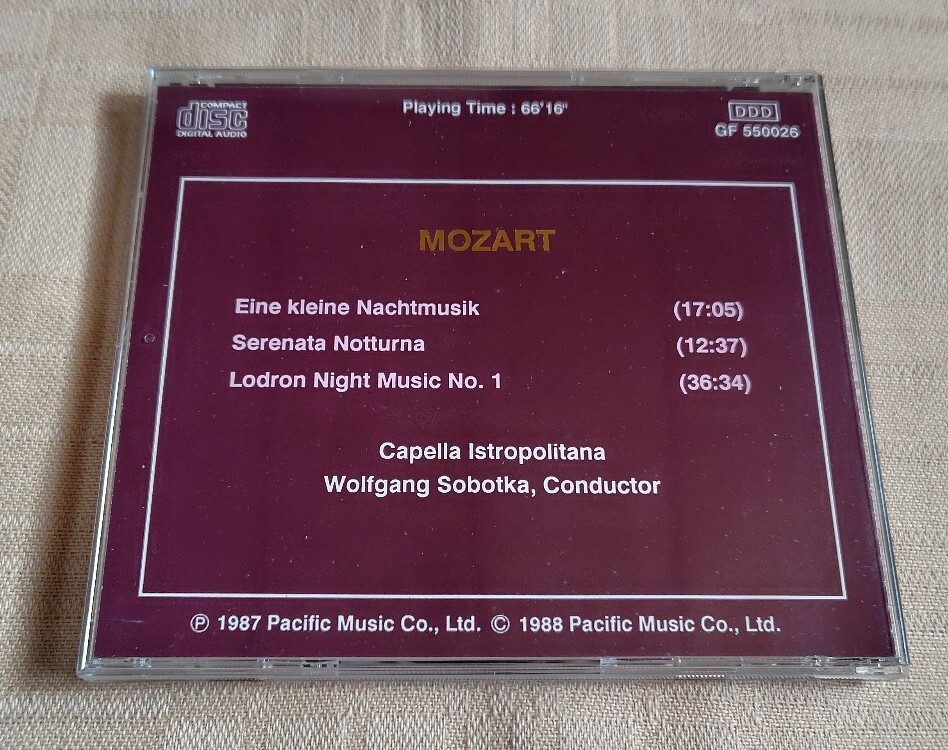 COMPACT
disc
DIGITAL AUDIO
Playing Time : 66'16"
DDD
GF 550026
MOZART
Eine kleine Nachtmusik (17:05)
Serenata Notturna (12:37)
Lodron Night Music No. 1 (36:34)
Capella Istropolitana
Wolfgang Sobotka, Conductor
℗ 1987 Pacific Music Co., Ltd. © 1988 Pacific Music Co., Ltd.